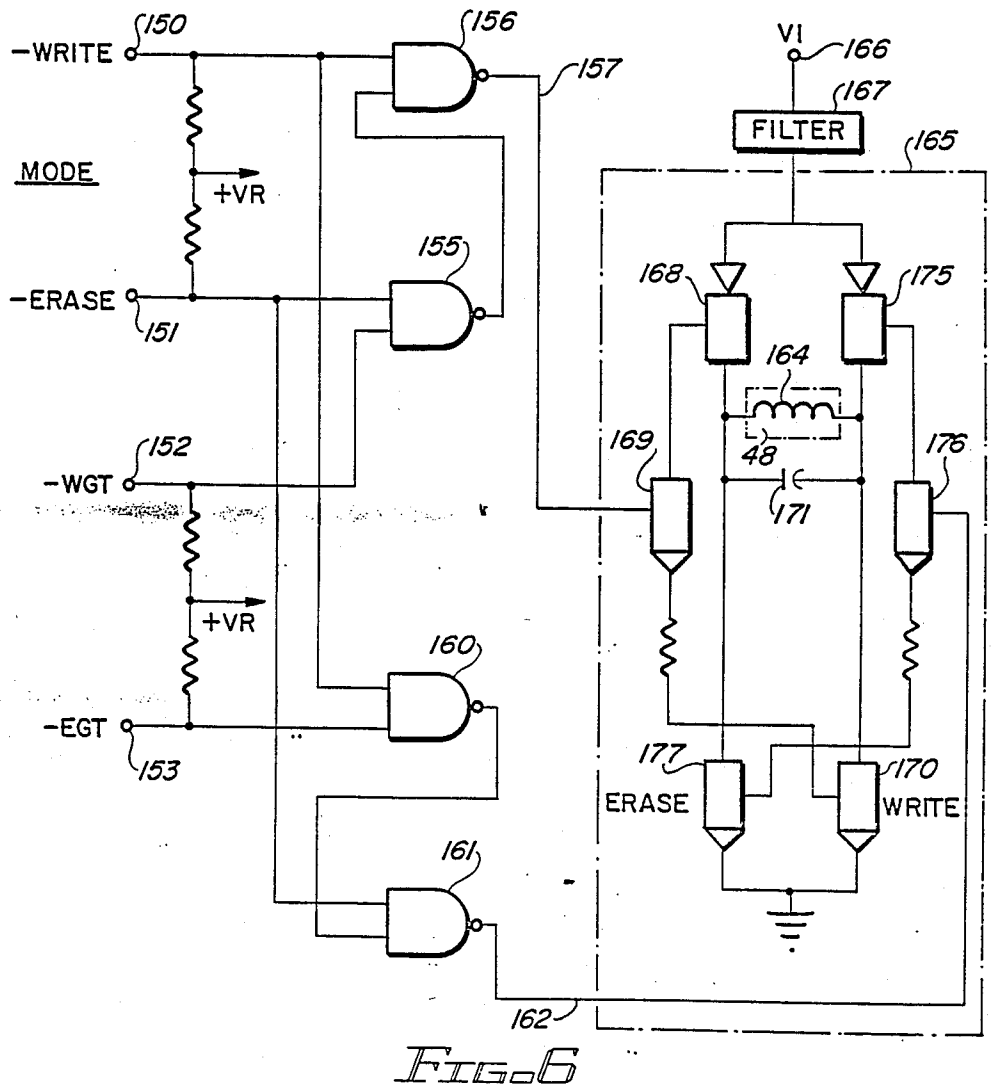 -WRITE
150
156
157
V1
166
167
FILTER
165
MODE
+VR
155
168
175
-ERASE
151
164
-WGT
152
169
48
176
171
+VR
160
-EGT
153
177
170
ERASE
WRITE
161
162
FIG. 6